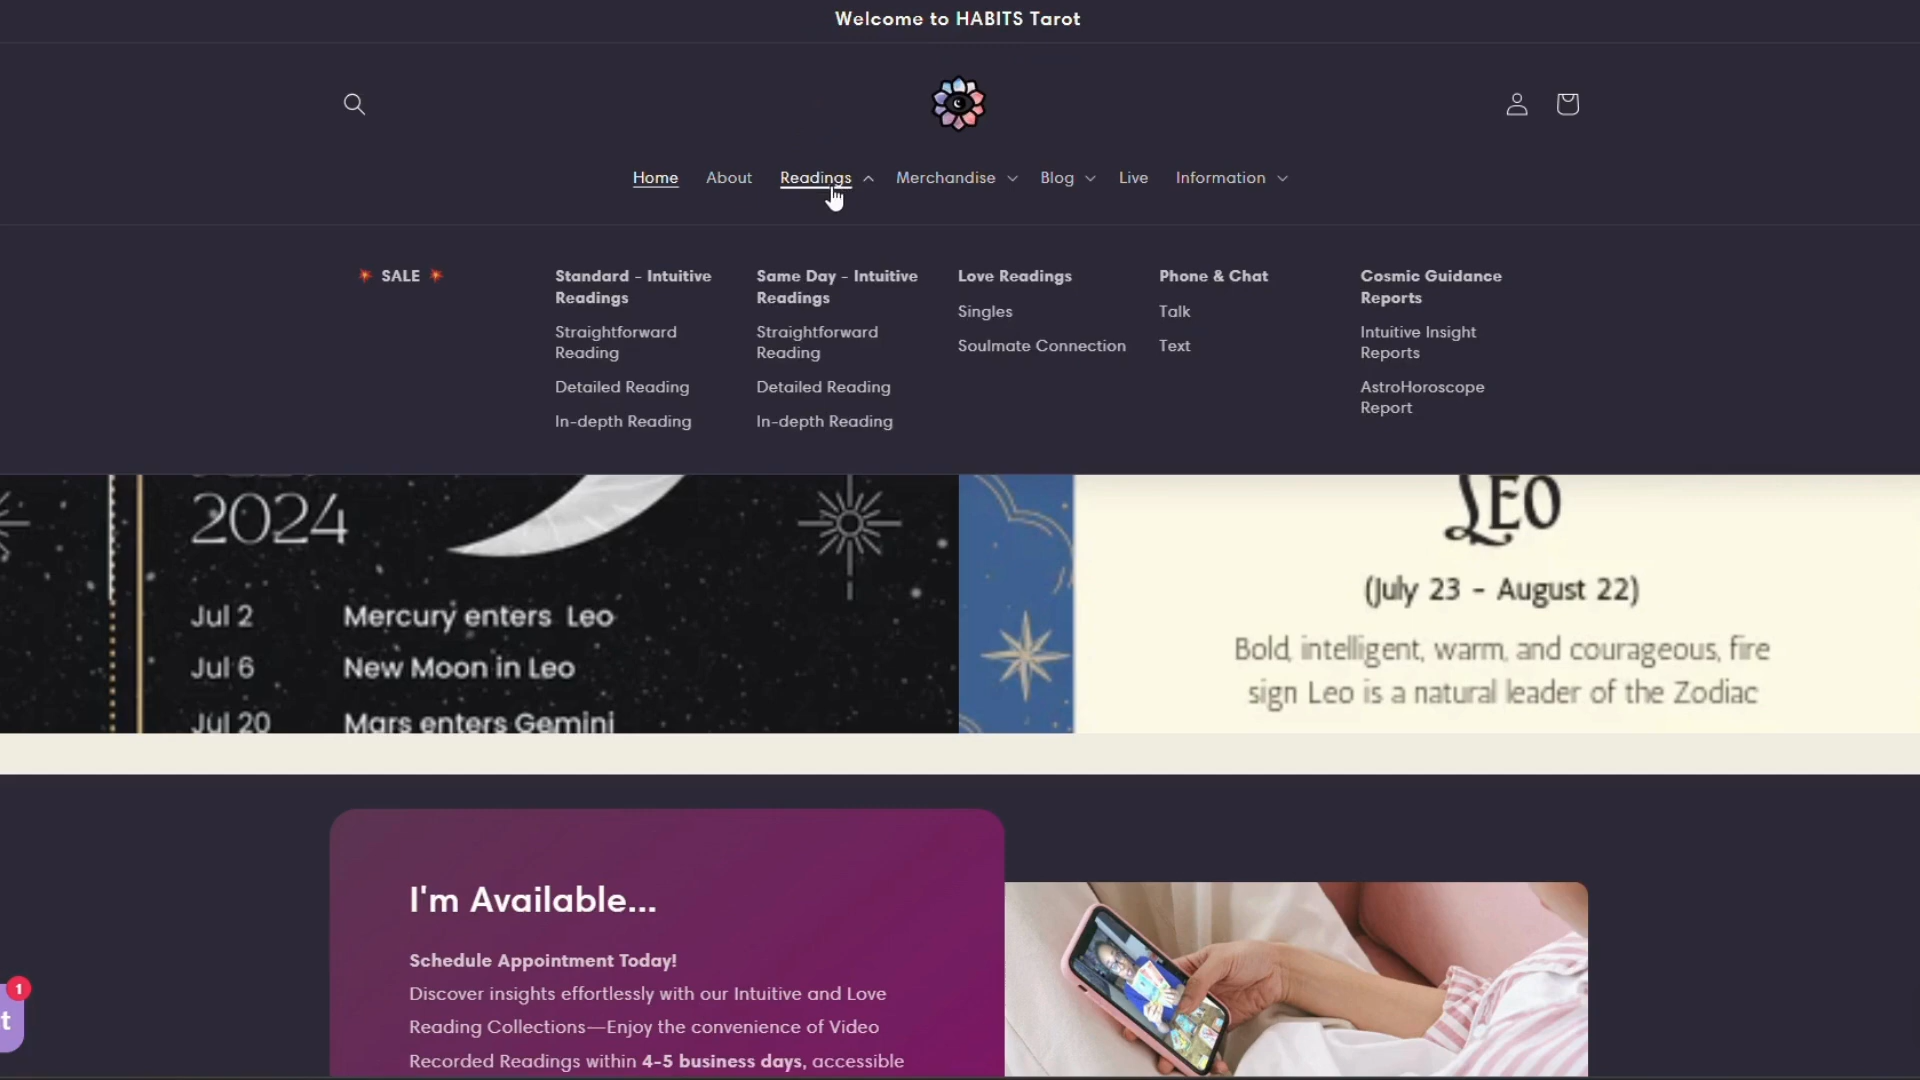 Welcome to HABITS Tarot
Home About Readings Merchandise Blog Live Information
SALE
Standard - Intuitive
Readings
Straightforward
Reading
Detailed Reading
In-depth Reading
Same Day - Intuitive
Readings
Straightforward
Reading
Detailed Reading
In-depth Reading
Love Readings
Singles
Soulmate Connection
Phone & Chat
Talk
Text
Cosmic Guidance
Reports
Intuitive Insight
Reports
AstroHoroscope
Report
2024
Jul 2 Mercury enters Leo
Jul 6 New Moon in Leo
Jul 20 Mars enters Gemini
LEO
(July 23 - August 22)
Bold, intelligent, warm, and courageous, fire
sign Leo is a natural leader of the Zodiac
I'm Available...
Schedule Appointment Today!
Discover insights effortlessly with our Intuitive and Love
Reading Collections—Enjoy the convenience of Video
Recorded Readings within 4-5 business days, accessible
1
t